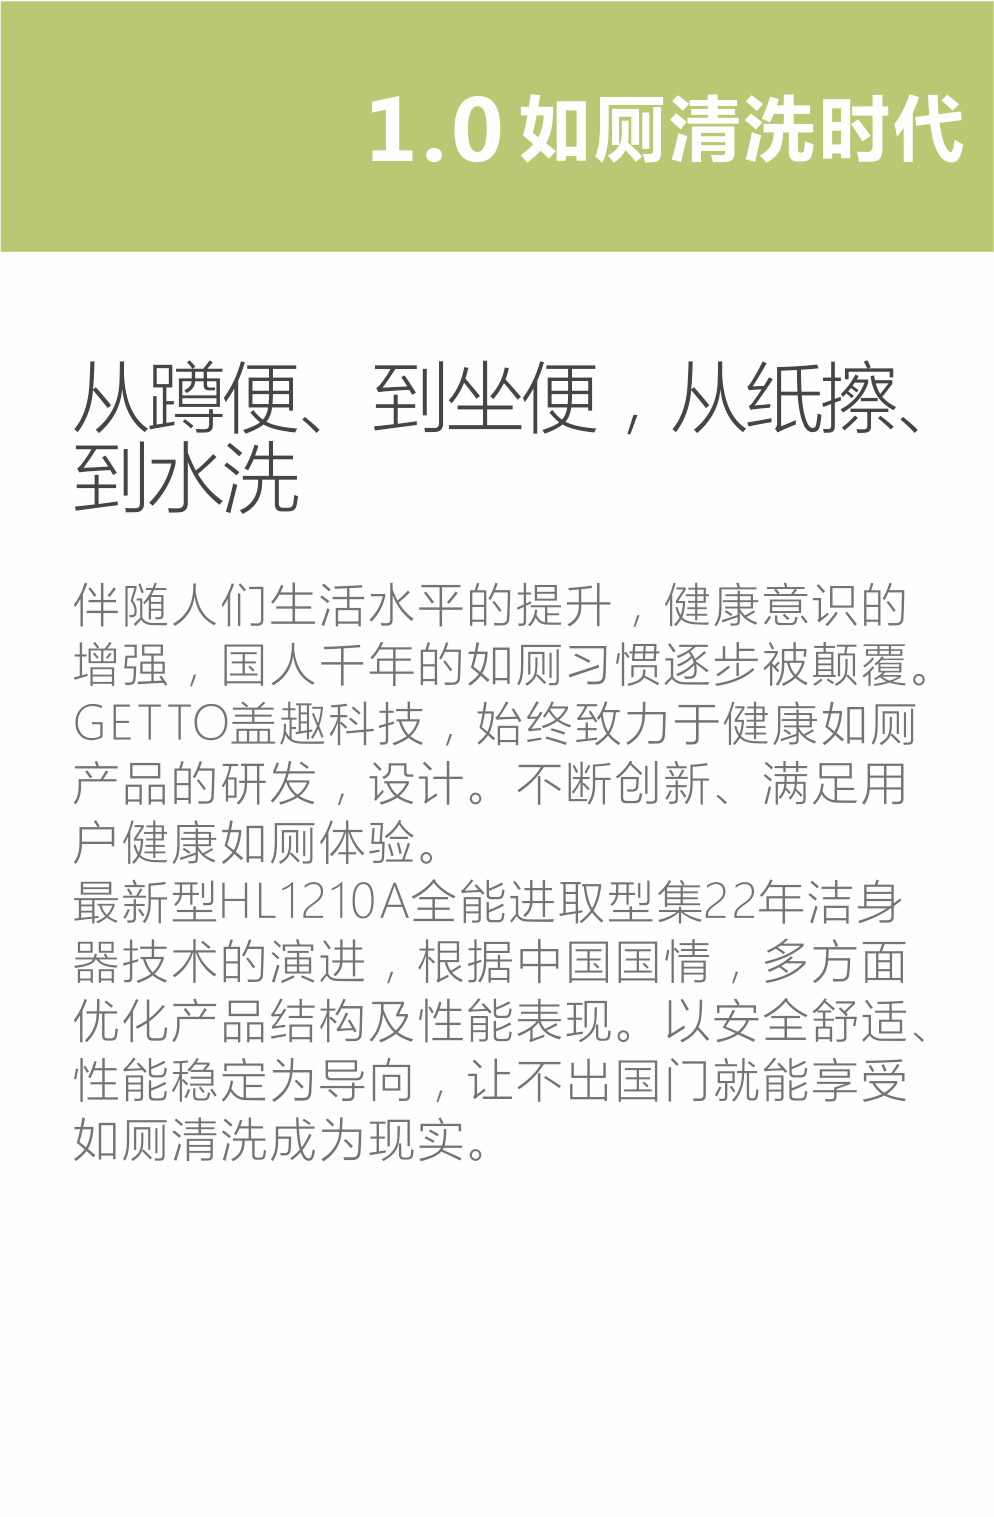 1.0如厕清洗时代
从蹲便、到坐便，从纸擦、
到水洗
伴随人们生活水平的提升，健康意识的
增强，国人千年的如厕习惯逐步被颠覆。
GETTO盖趣科技，始终致力于健康如厕
产品的研发，设计。不断创新、满足用
户健康如厕体验。
最新型HL1210A全能进取型集22年洁身
器技术的演进，根据中国国情，多方面
优化产品结构及性能表现。以安全舒适、
性能稳定为导向，让不出国门就能享受
如厕清洗成为现实。